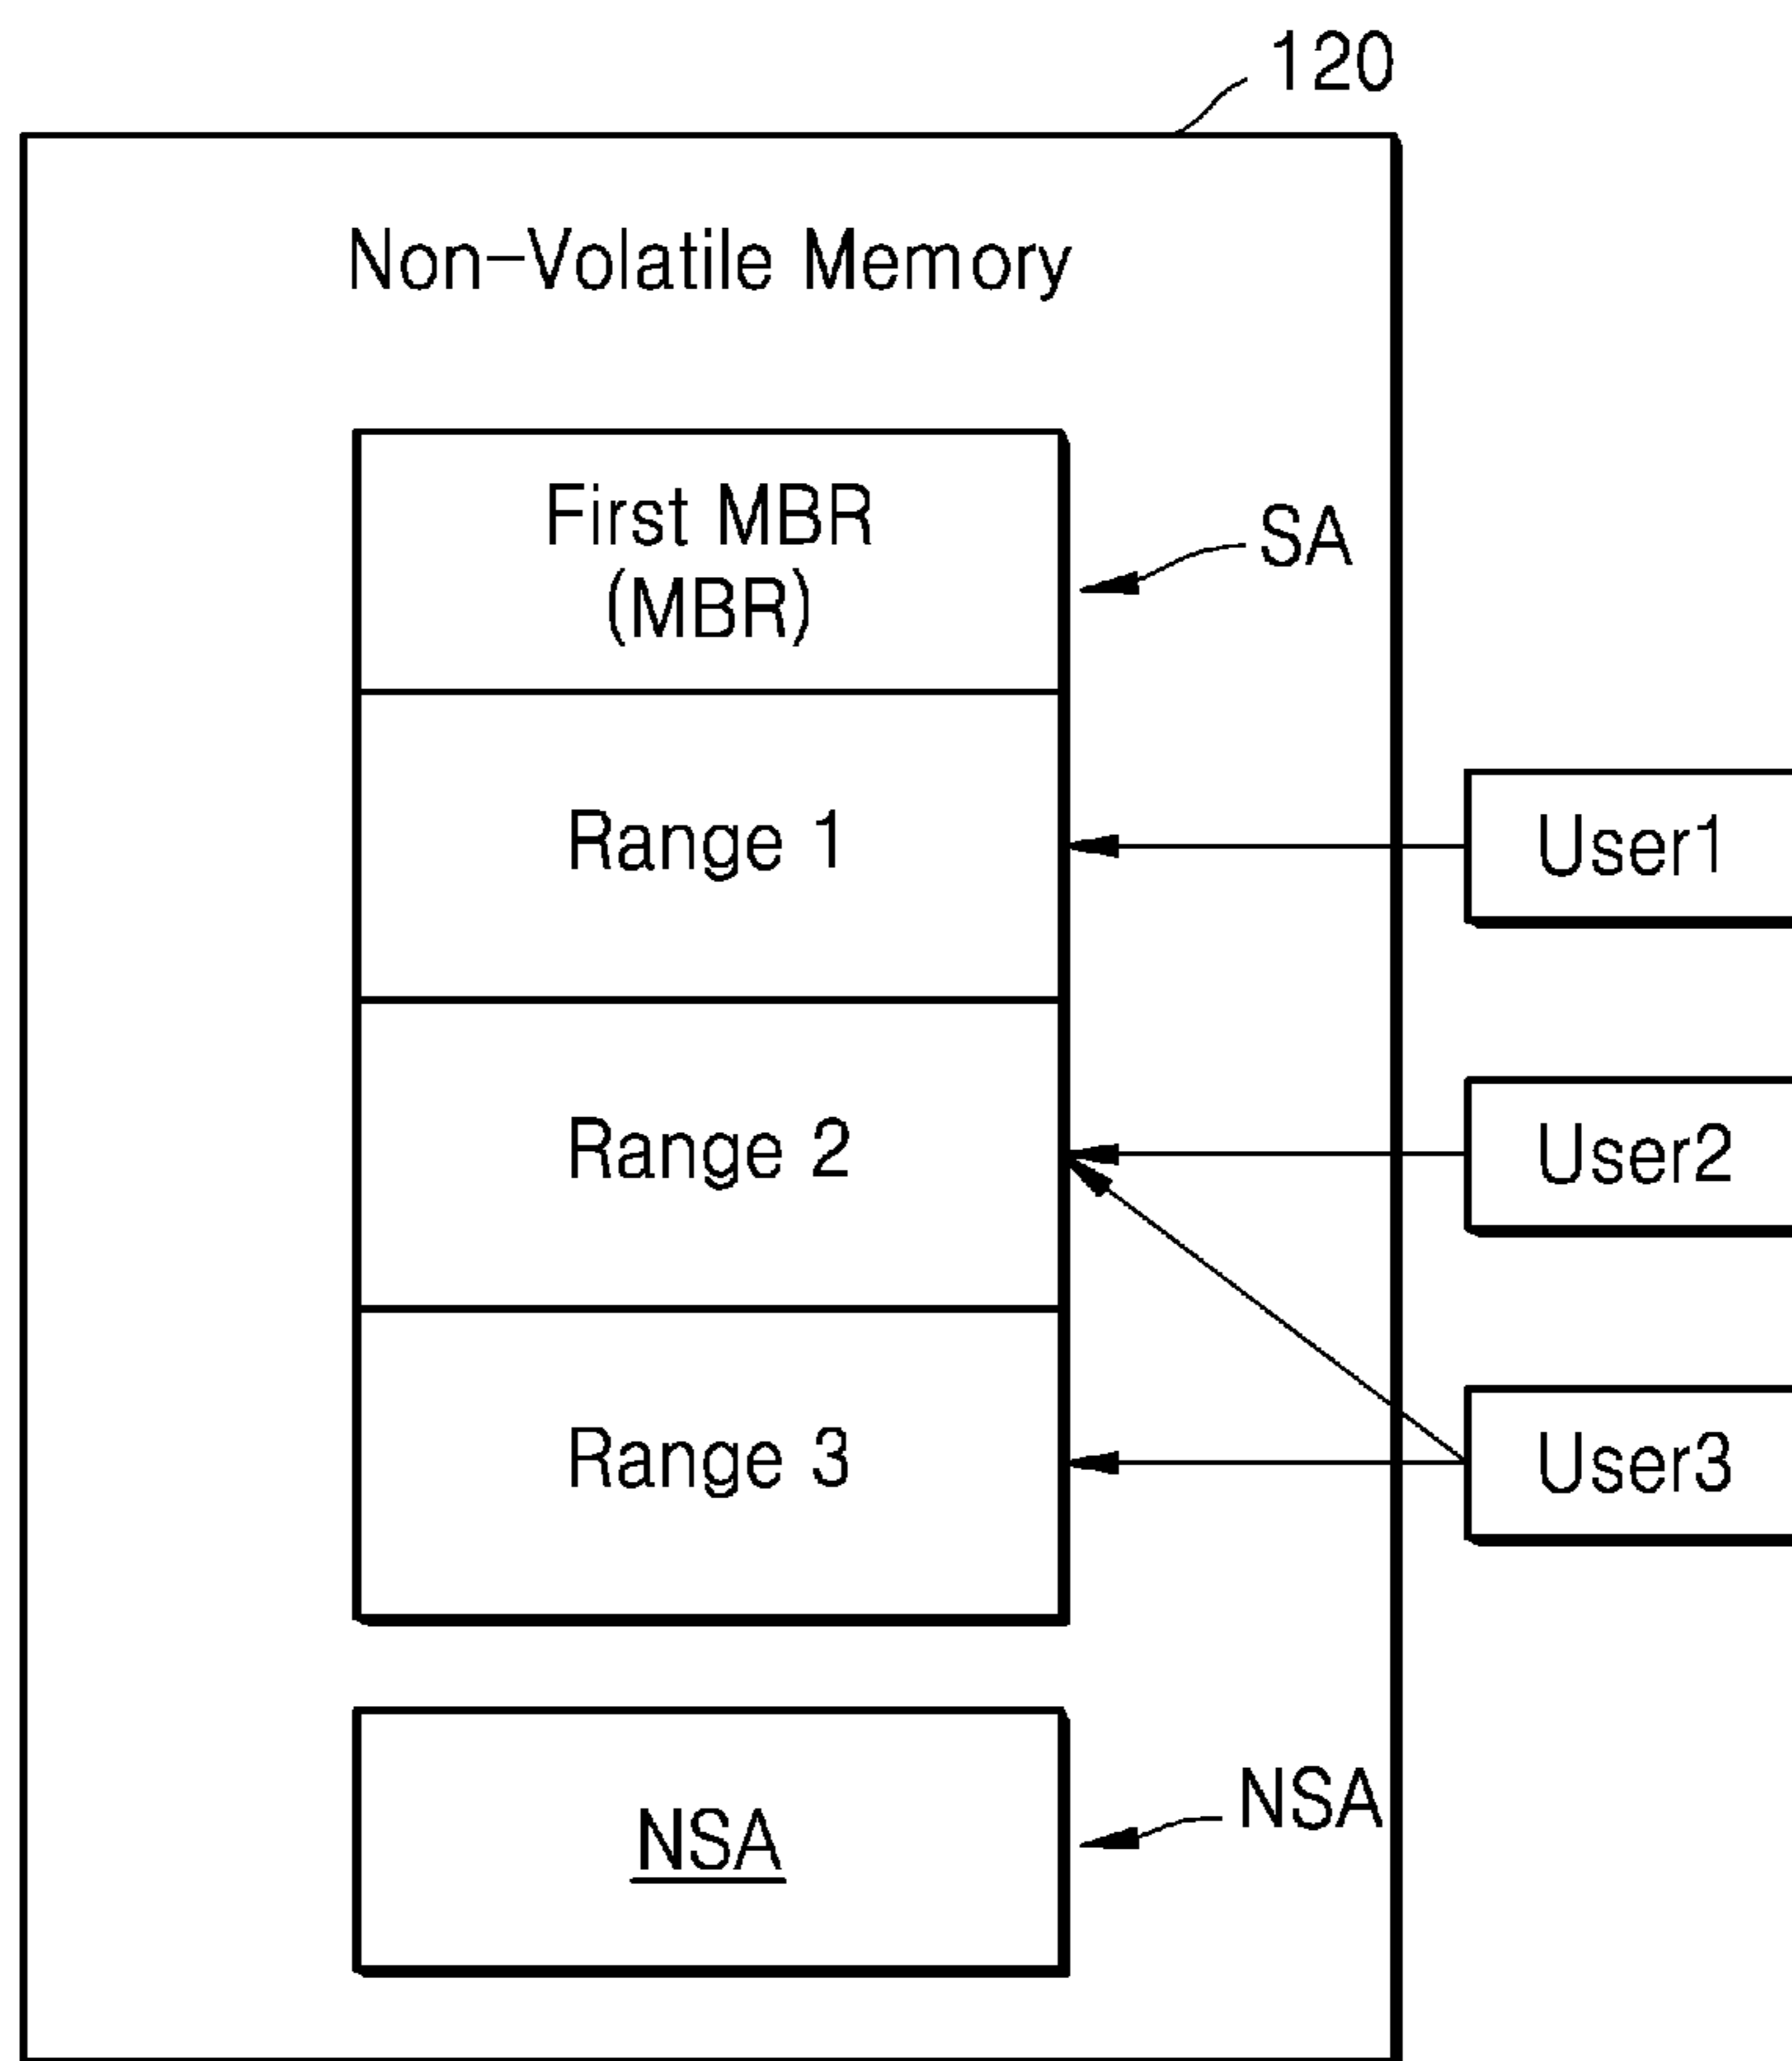 120
Non-Volatile Memory
First MBR
(MBR)
SA
Range 1
User1
Range 2
User2
Range 3
User3
NSA
NSA